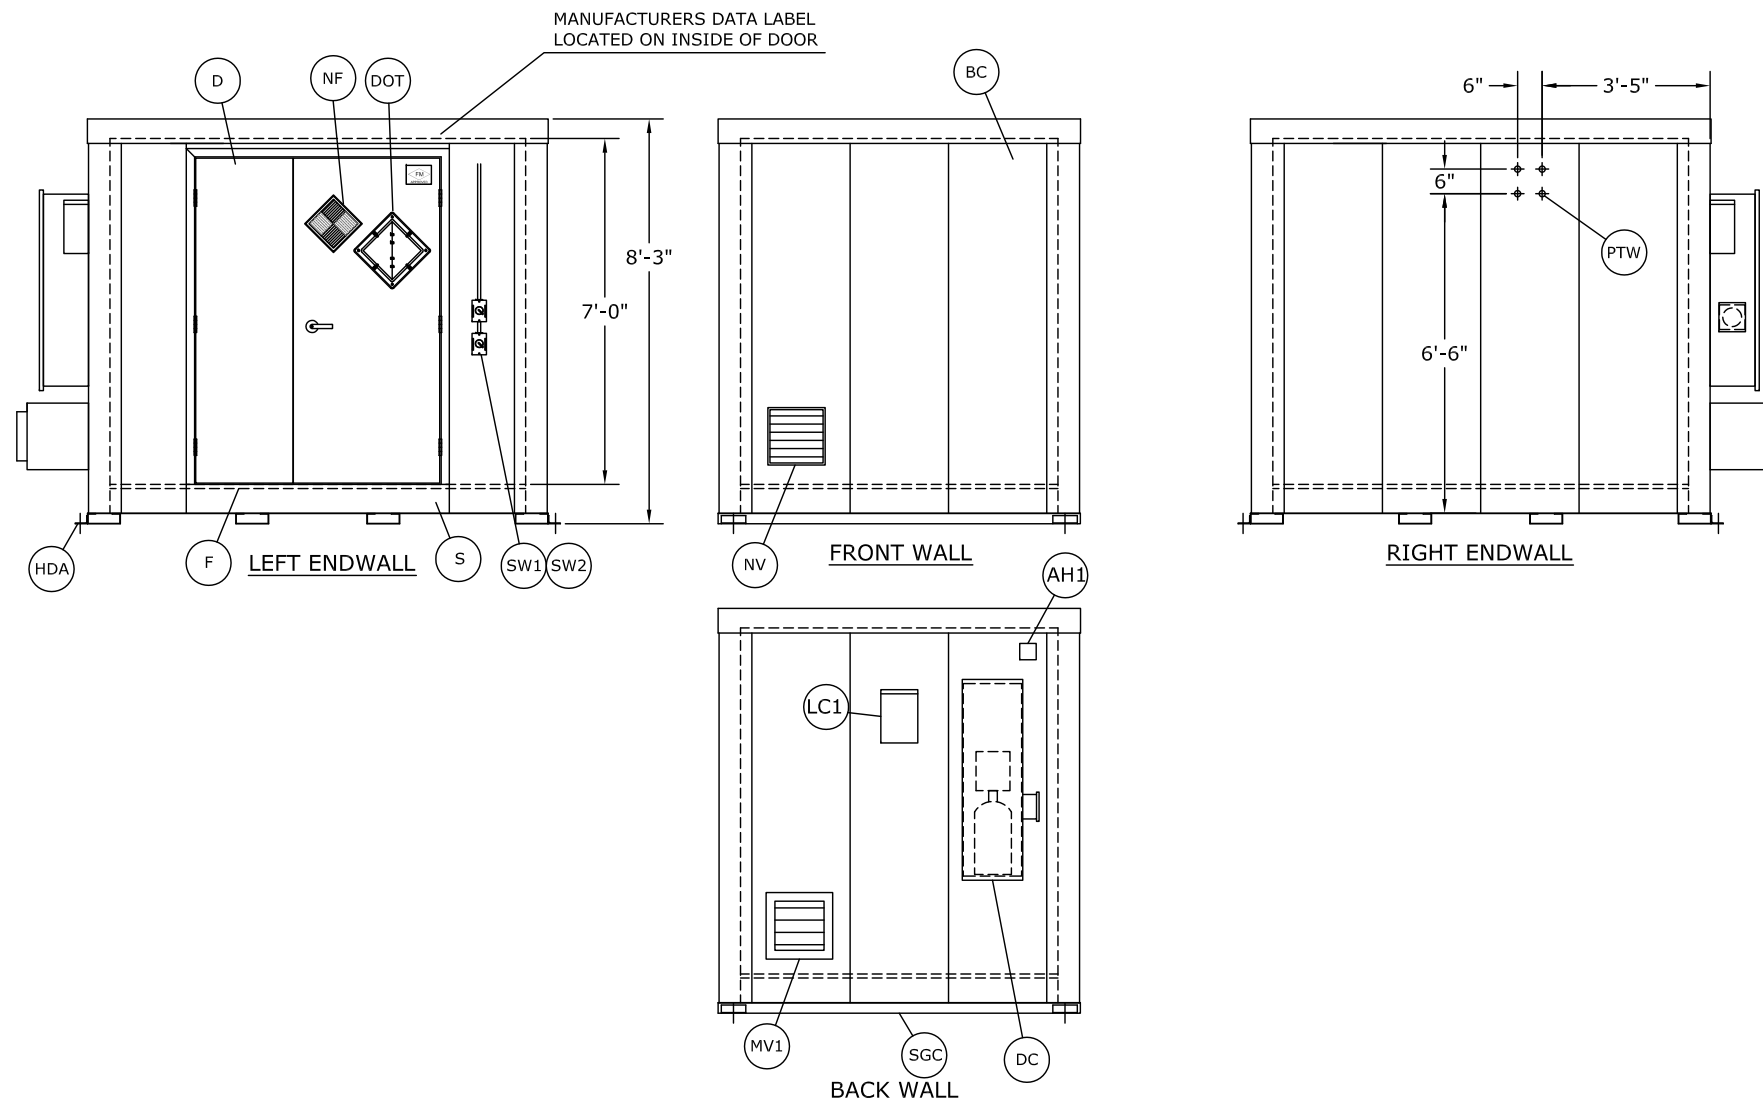 MANUFACTURERS DATA LABEL
LOCATED ON INSIDE OF DOOR
D
NF
DOT
FM
APPROVED
8'-3"
7'-0"
HDA
F
LEFT ENDWALL
S
SW1
SW2
BC
NV
FRONT WALL
6"
3'-5"
6"
6'-6"
PTW
RIGHT ENDWALL
AH1
LC1
MV1
SGC
DC
BACK WALL